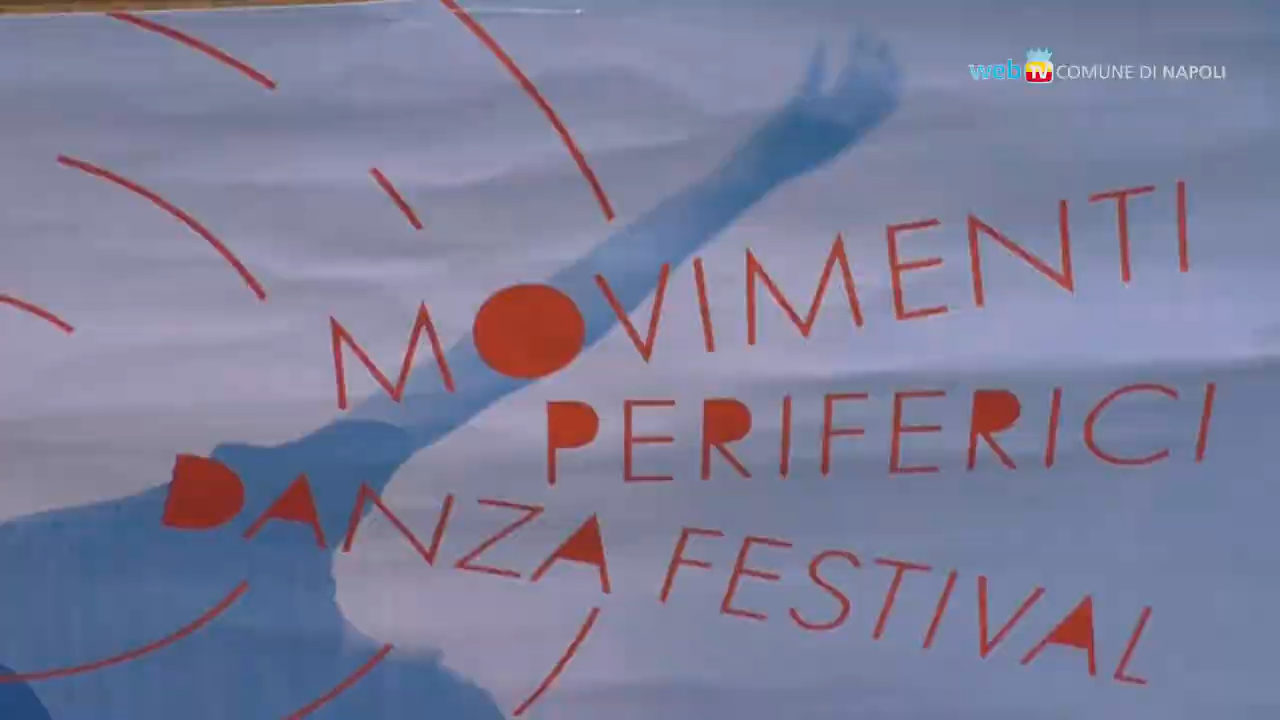 webTV COMUNE DI NAPOLI
MOVIMENTI
PERIFERICI
DANZA FESTIVAL